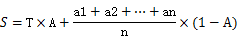 S = T × A + (a1 + a2 + ⋯ + an)/n × (1 − A)